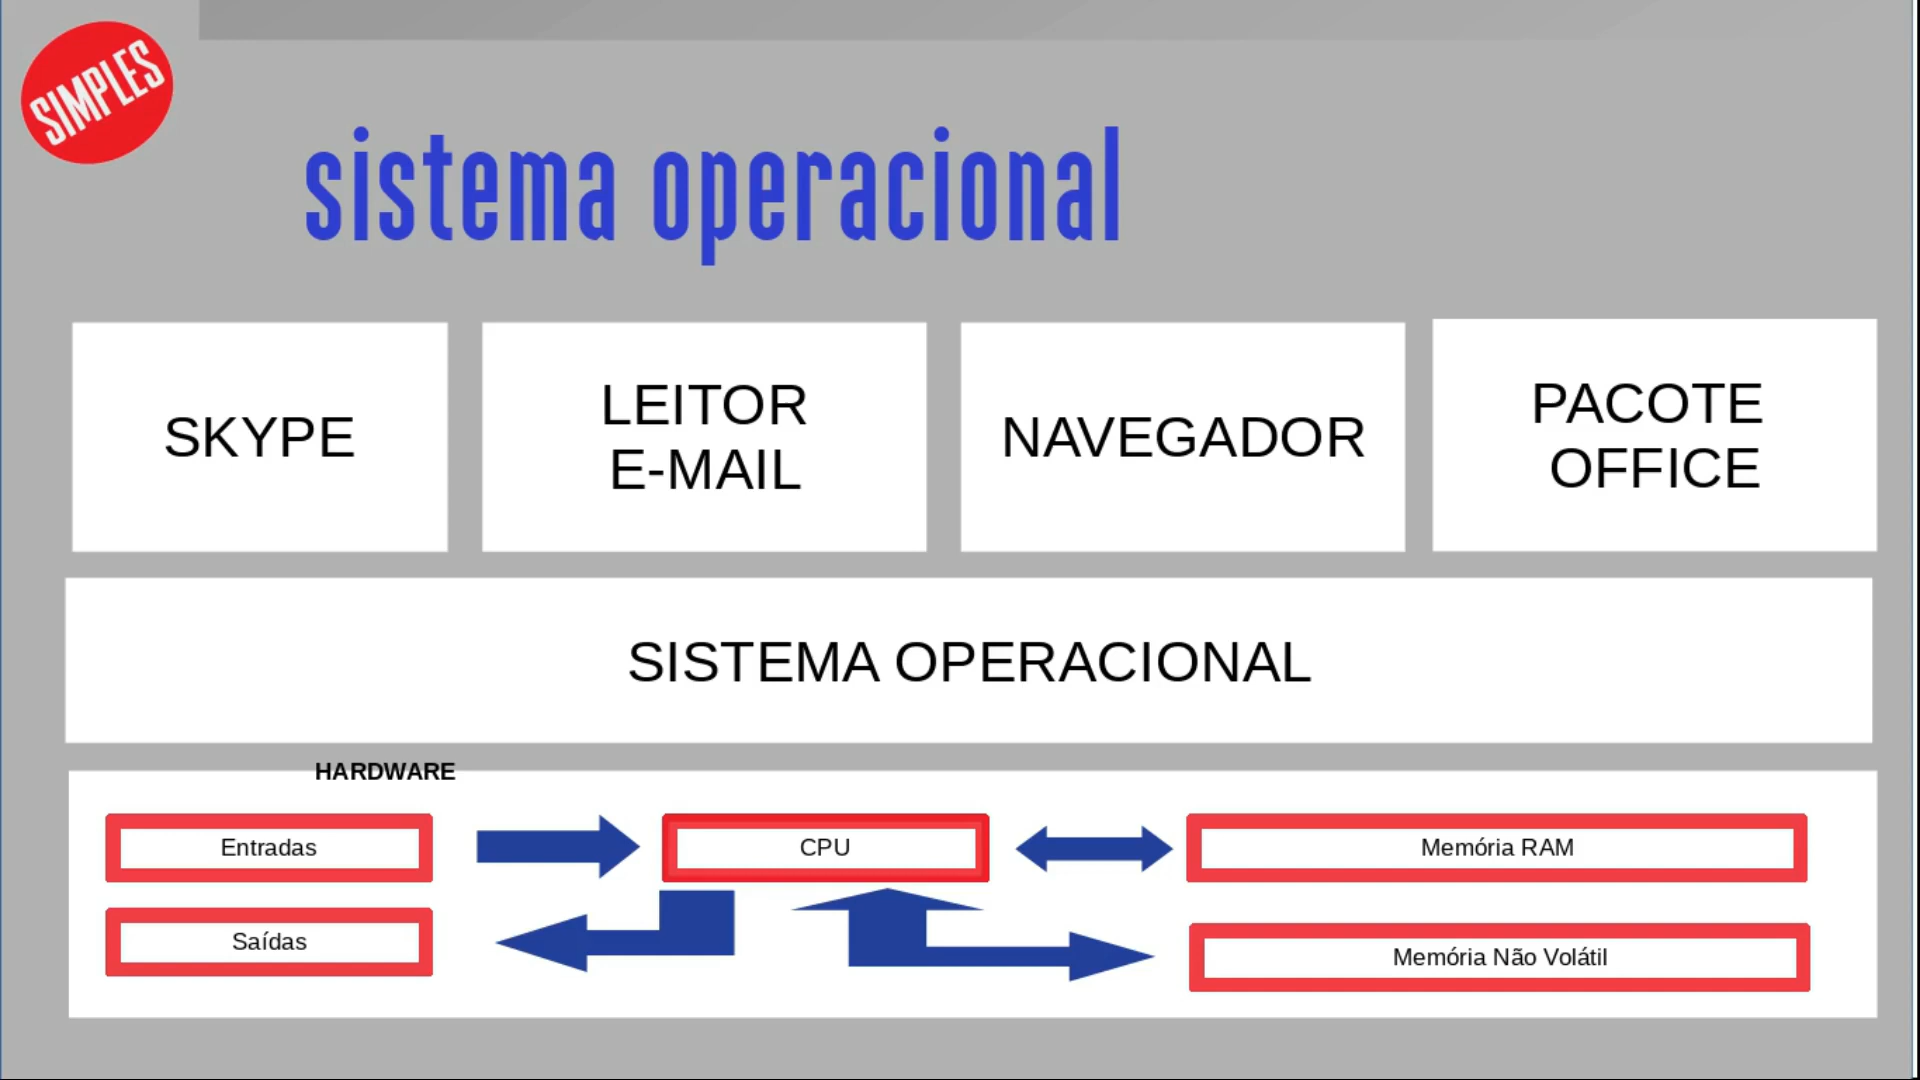 SIMPLES
sistema operacional
SKYPE
LEITOR
E-MAIL
NAVEGADOR
PACOTE
OFFICE
SISTEMA OPERACIONAL
HARDWARE
Entradas
CPU
Memória RAM
Saídas
Memória Não Volátil